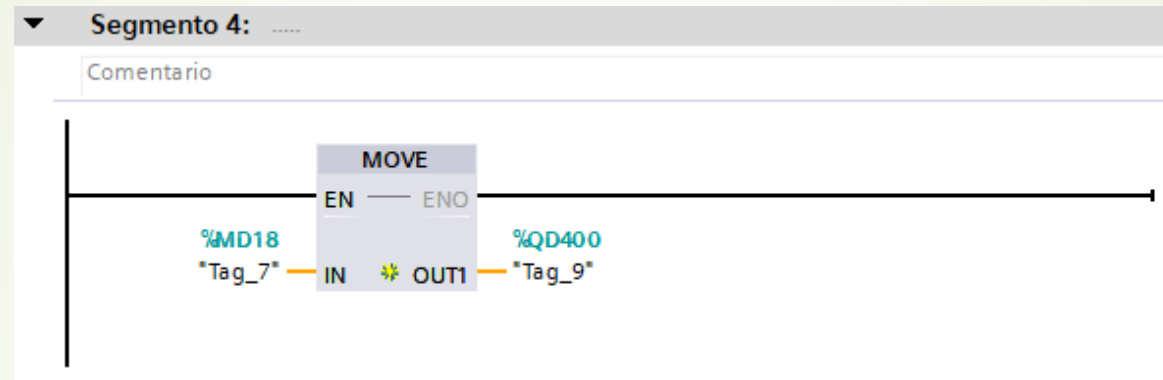 Segmento 4: .....
Comentario
MOVE
EN ENO
%MD18 %QD400
"Tag_7" IN OUT1 "Tag_9"